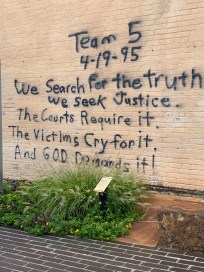 Team 5
4-19-95
We Search For the truth
We seek Justice.
The Courts Require it.
The Victims Cry for it.
And GOD Demands it!